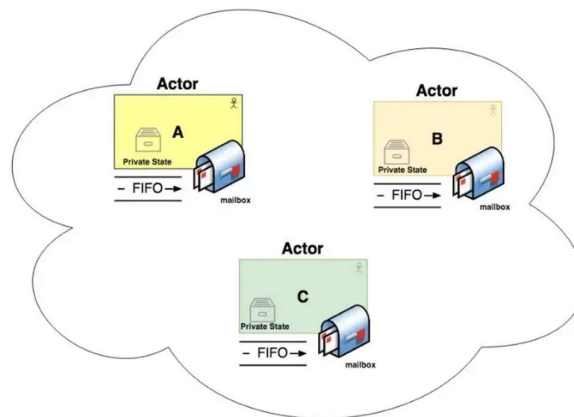 Actor
A
Private State
– FIFO→
mailbox
Actor
B
Private State
– FIFO→
mailbox
Actor
C
Private State
– FIFO→
mailbox